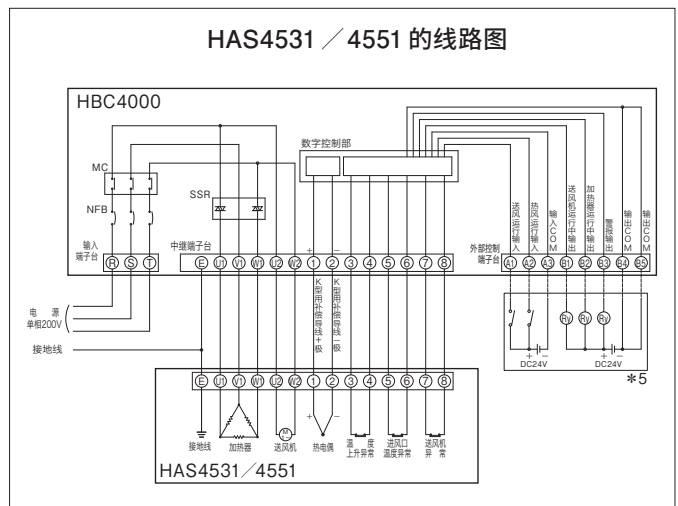 HAS4531／4551的线路图
HBC4000
数字控制部
MC
SSR
NFB
输入
端子台
R S T
中继端子台
E U1 V1 W1 U2 W2 1 2 3 4 5 6 7 8
+ −
K型用补偿导线+极
K型用补偿导线−极
送风运行输入
热风运行输入
输入COM
送风机运行中输出
加热器运行中输出
警报输出
输出COM
输出COM
外部控制
端子台
A1 A2 A3 B1 B2 B3 B4 B5
Ry Ry Ry
+ −
DC24V
+ −
DC24V
*5
电 源
单相200V
接地线
E U1 V1 W1 U2 W2 1 2 3 4 5 6 7 8
M
+ −
接地线
加热器
送风机
热电偶
温 度
上升异常
进风口
温度异常
送风机
异 常
HAS4531／4551